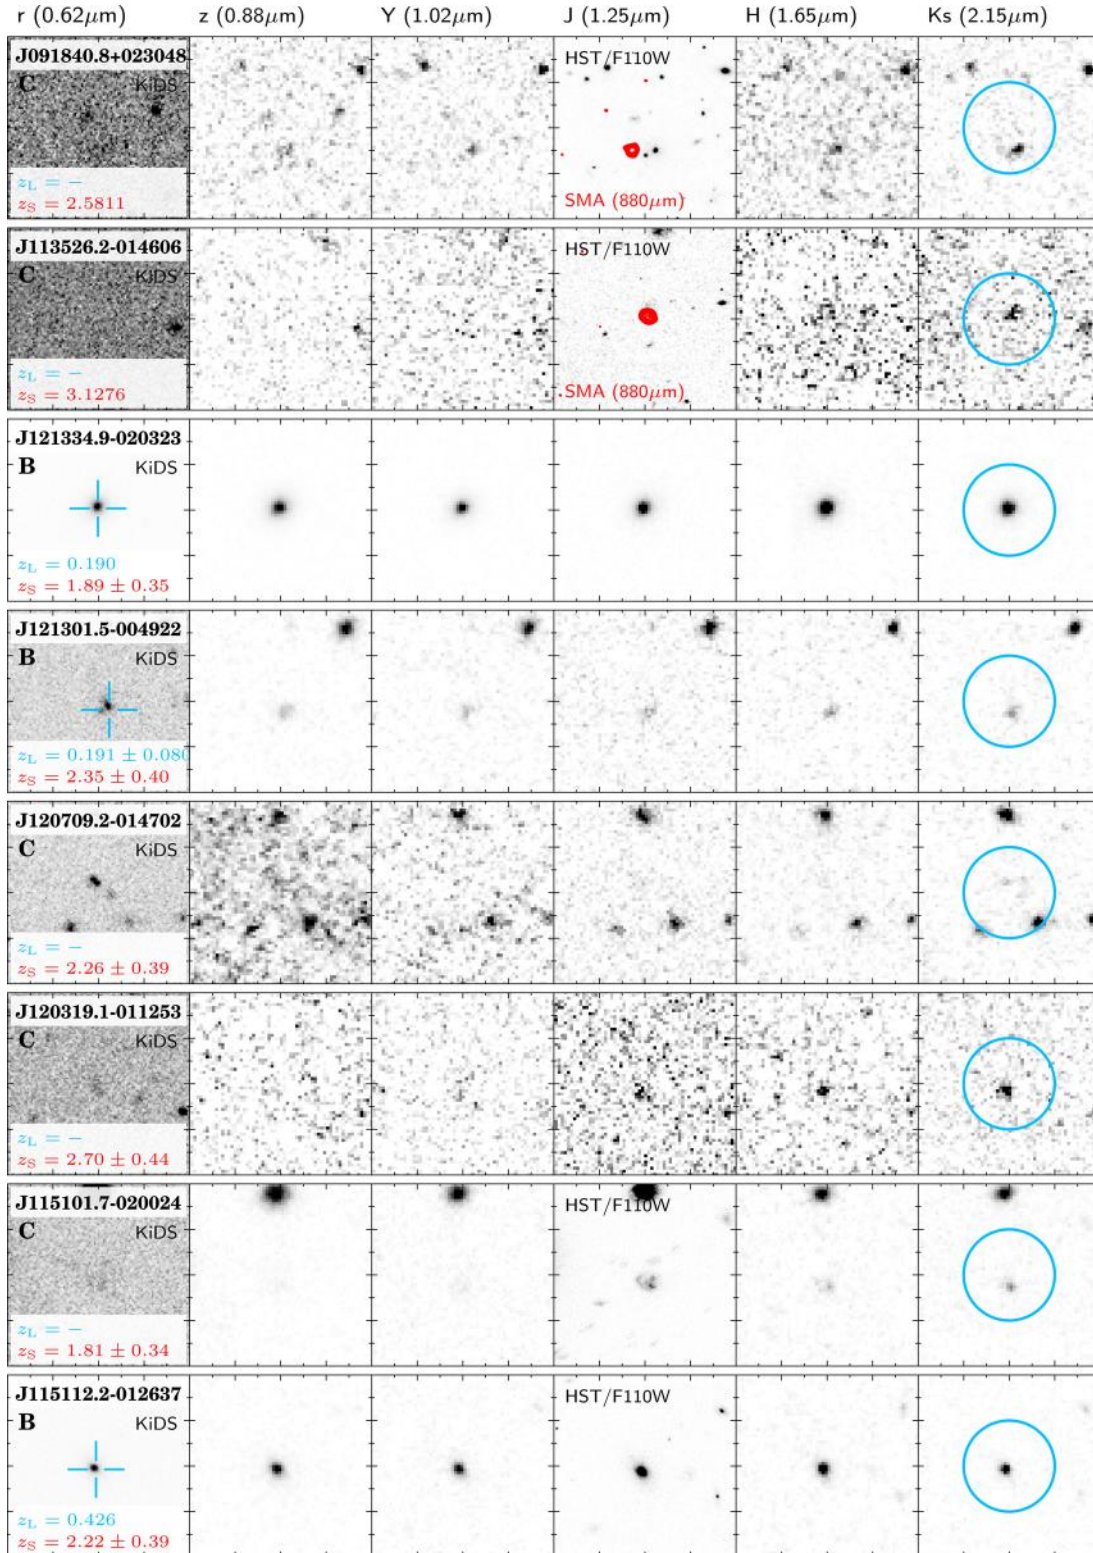 r (0.62μm) z (0.88μm) Y (1.02μm) J (1.25μm) H (1.65μm) Ks (2.15μm)
J091840.8+023048
HST/F110W
C KiDS
z_L = −
z_S = 2.5811
SMA (880μm)
J113526.2-014606
HST/F110W
C KiDS
z_L = −
z_S = 3.1276
SMA (880μm)
J121334.9-020323
B KiDS
z_L = 0.190
z_S = 1.89 ± 0.35
J121301.5-004922
B KiDS
z_L = 0.191 ± 0.080
z_S = 2.35 ± 0.40
J120709.2-014702
C KiDS
z_L = −
z_S = 2.26 ± 0.39
J120319.1-011253
C KiDS
z_L = −
z_S = 2.70 ± 0.44
J115101.7-020024
HST/F110W
C KiDS
z_L = −
z_S = 1.81 ± 0.34
J115112.2-012637
HST/F110W
B KiDS
z_L = 0.426
z_S = 2.22 ± 0.39